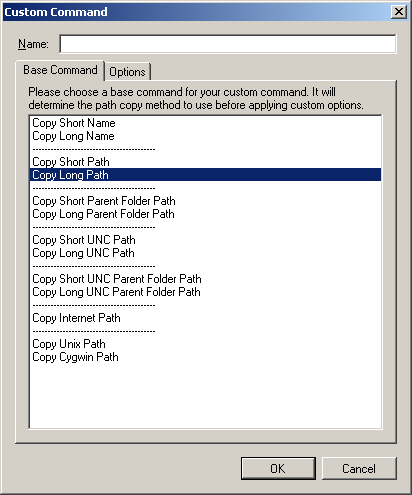 Custom Command
Name:
Base Command
Options
Please choose a base command for your custom command. It will
determine the path copy method to use before applying custom options.
Copy Short Name
Copy Long Name
-----------------------------------------
Copy Short Path
Copy Long Path
-----------------------------------------
Copy Short Parent Folder Path
Copy Long Parent Folder Path
-----------------------------------------
Copy Short UNC Path
Copy Long UNC Path
-----------------------------------------
Copy Short UNC Parent Folder Path
Copy Long UNC Parent Folder Path
-----------------------------------------
Copy Internet Path
-----------------------------------------
Copy Unix Path
Copy Cygwin Path
OK
Cancel